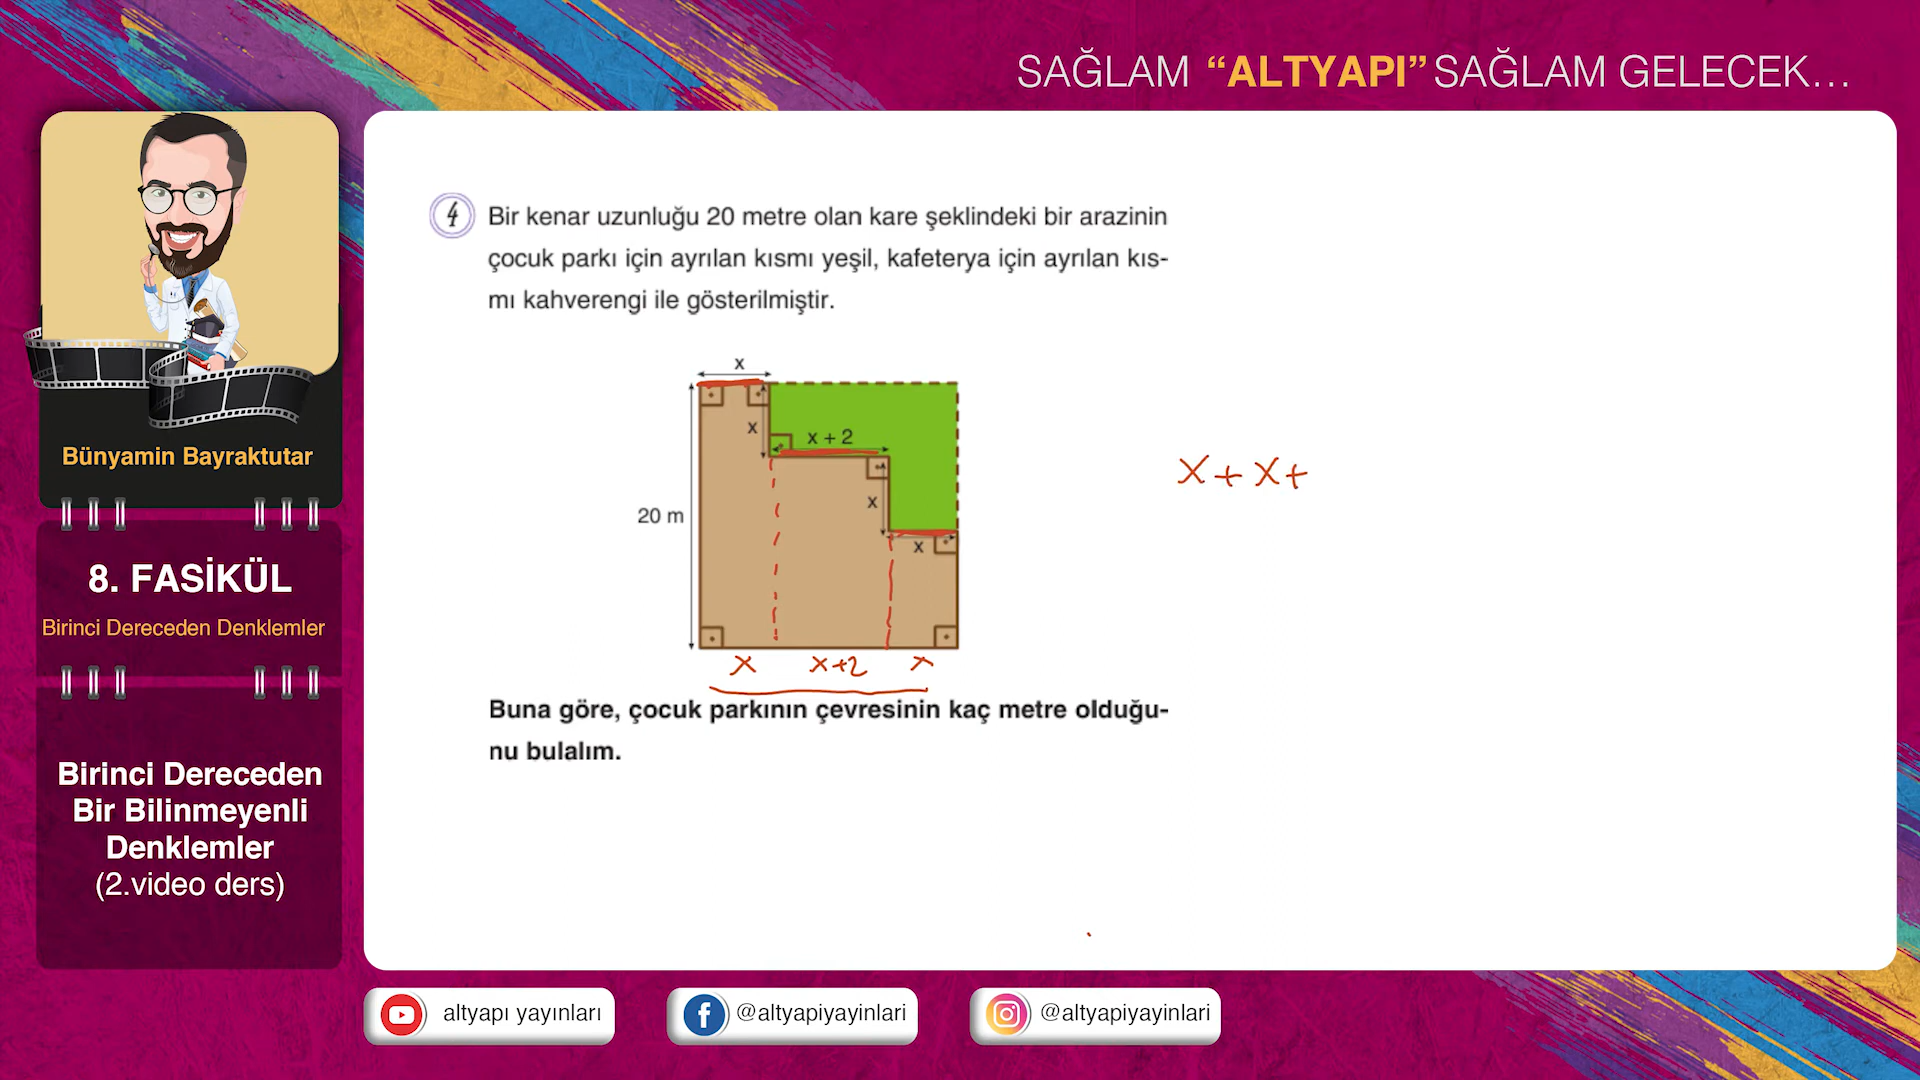 SAĞLAM “ALTYAPI” SAĞLAM GELECEK...
Bünyamin Bayraktutar
8. FASİKÜL
Birinci Dereceden Denklemler
Birinci Dereceden
Bir Bilinmeyenli
Denklemler
(2.video ders)
4 Bir kenar uzunluğu 20 metre olan kare şeklindeki bir arazinin
çocuk parkı için ayrılan kısmı yeşil, kafeterya için ayrılan kıs-
mı kahverengi ile gösterilmiştir.
x
x
x + 2
x
x
20 m
x x+2 x
x + x +
Buna göre, çocuk parkının çevresinin kaç metre olduğu-
nu bulalım.
altyapı yayınları
@altyapiyayinlari
@altyapiyayinlari